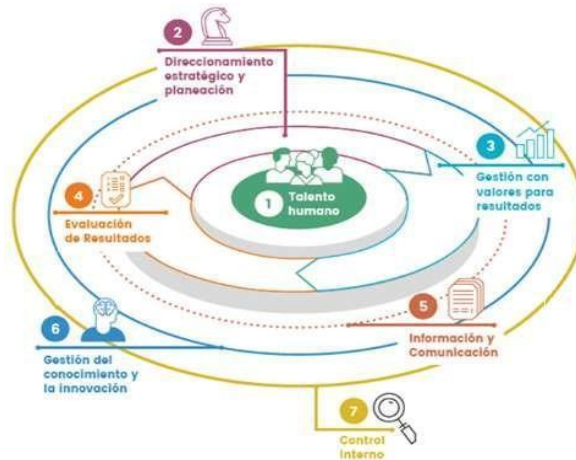 2
Direccionamiento
estratégico y
planeación
3
Gestión con
valores para
resultados
1 Talento
humano
4
Evaluación
de Resultados
5
Información y
Comunicación
6
Gestión del
conocimiento y
la innovación
7
Control
Interno